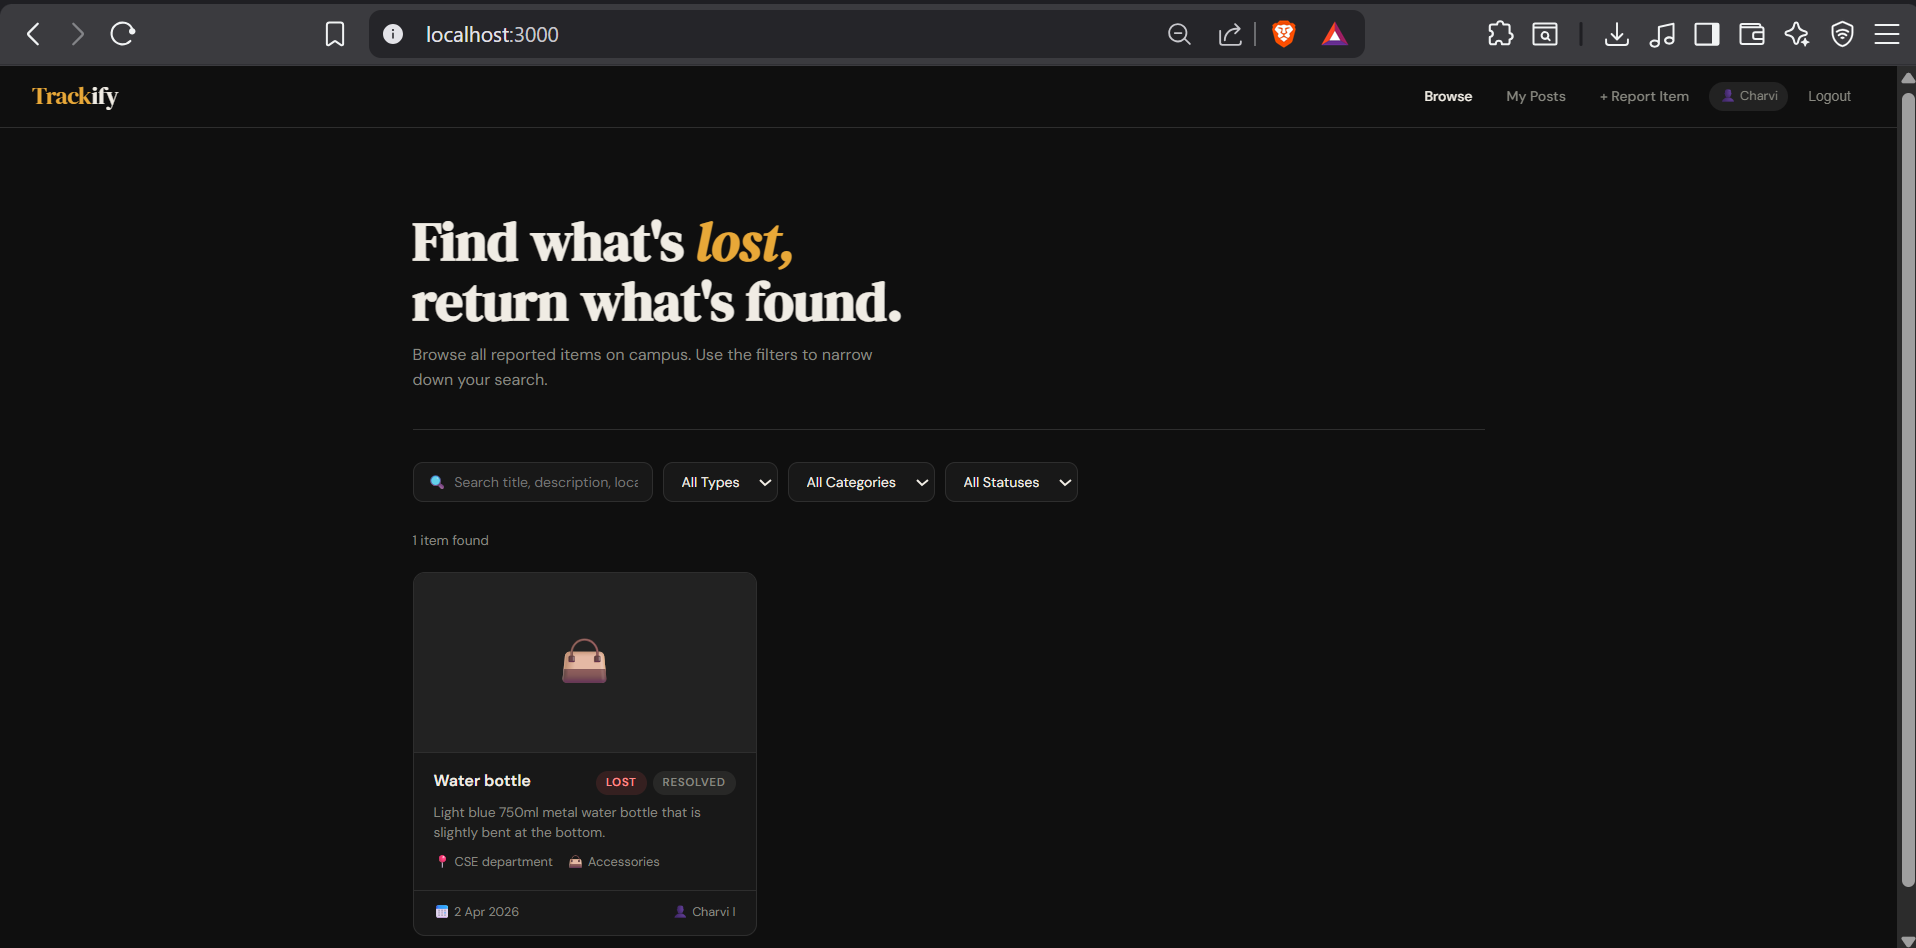 localhost:3000
Trackify
Browse
My Posts
+ Report Item
Charvi
Logout
Find what's lost,
return what's found.
Browse all reported items on campus. Use the filters to narrow
down your search.
Search title, description, loca
All Types
All Categories
All Statuses
1 item found
Water bottle
LOST
RESOLVED
Light blue 750ml metal water bottle that is
slightly bent at the bottom.
CSE department
Accessories
2 Apr 2026
Charvi I